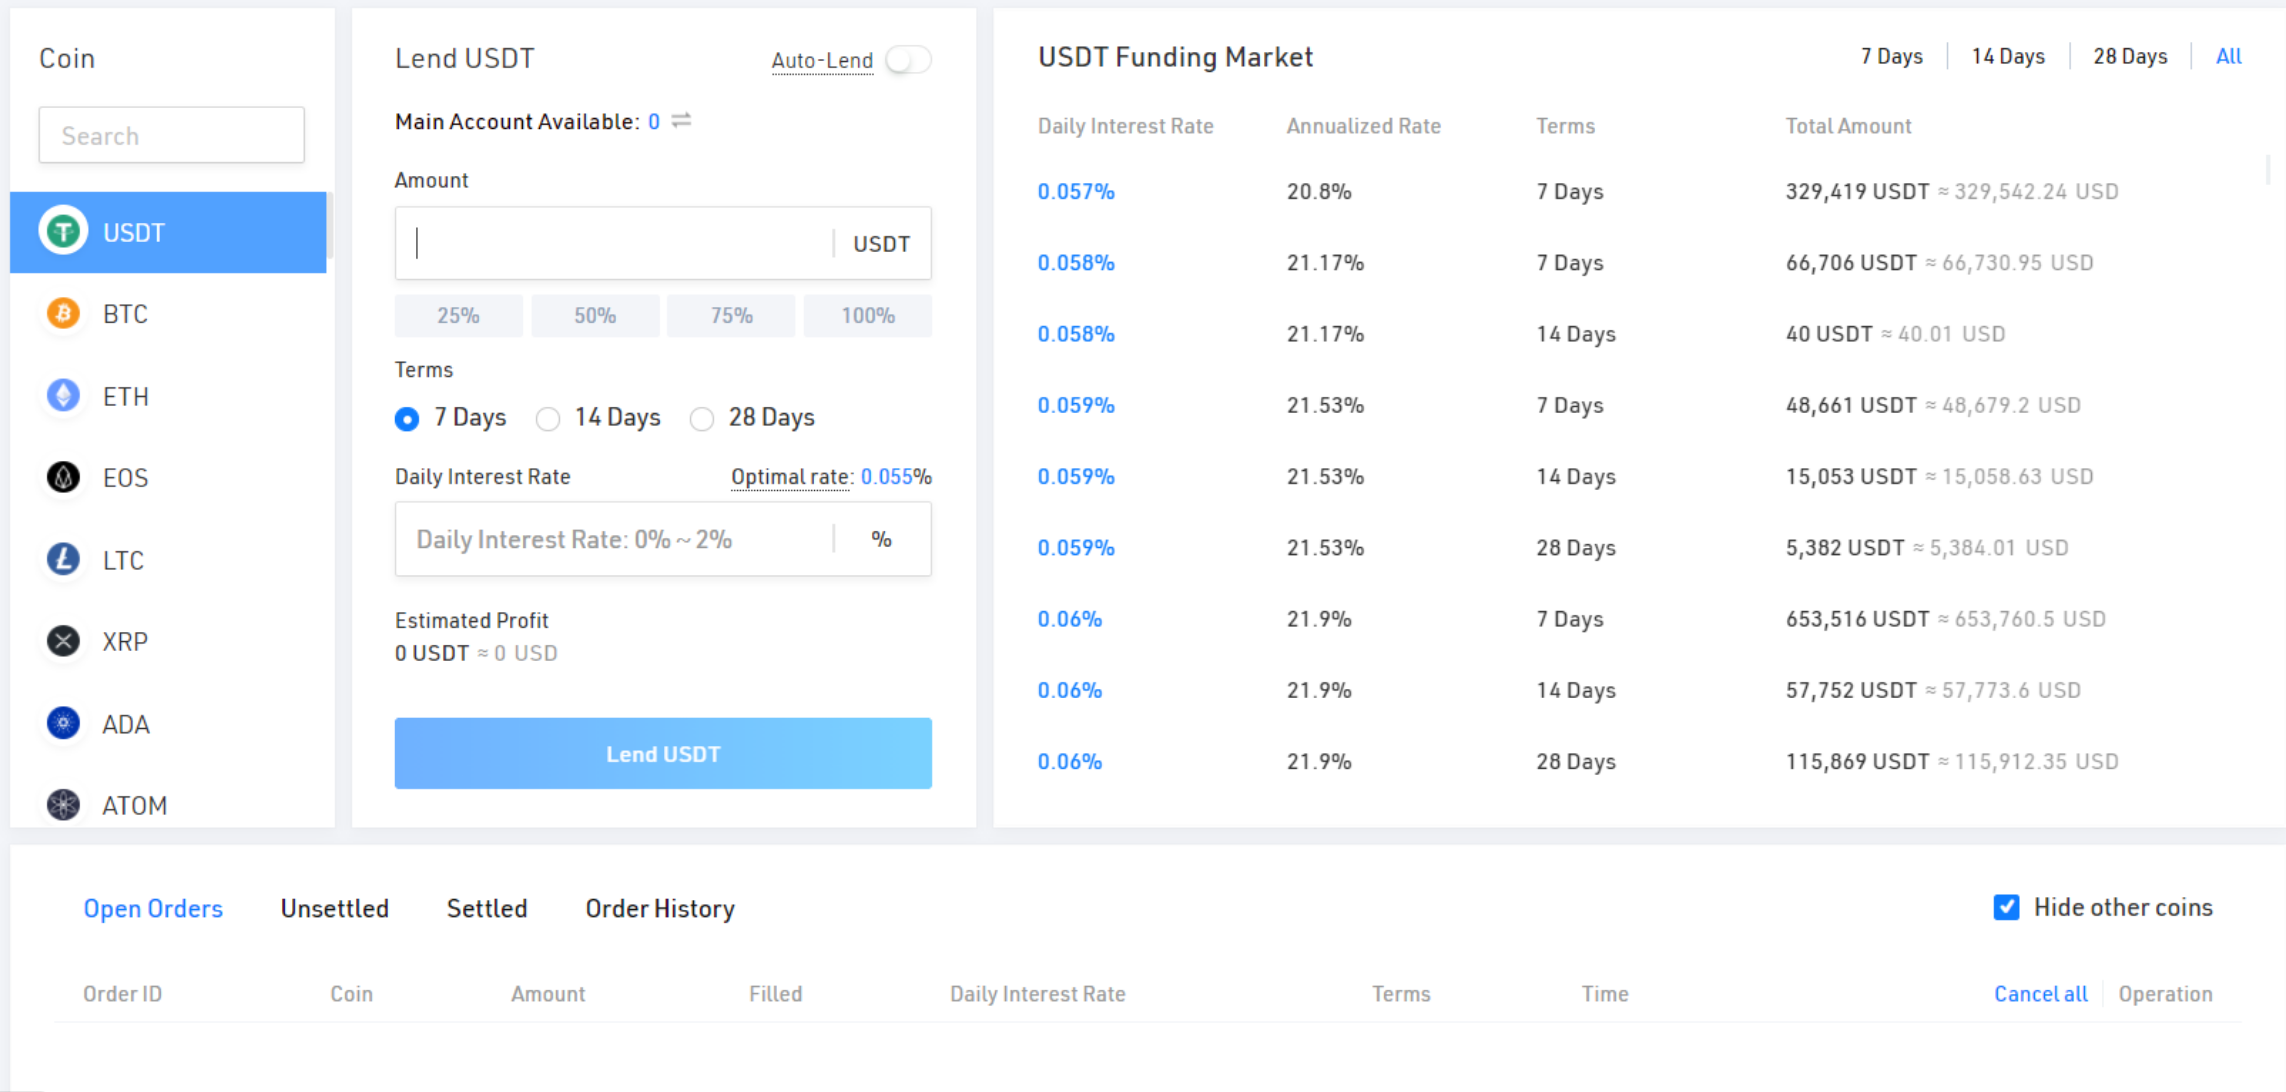 Coin
Search
USDT
BTC
ETH
EOS
LTC
XRP
ADA
ATOM
Lend USDT
Auto-Lend
Main Account Available: 0
Amount
USDT
25% 50% 75% 100%
Terms
7 Days 14 Days 28 Days
Daily Interest Rate Optimal rate: 0.055%
Daily Interest Rate: 0% ~ 2% %
Estimated Profit
0 USDT ≈ 0 USD
Lend USDT
USDT Funding Market
7 Days 14 Days 28 Days All
Daily Interest Rate Annualized Rate Terms Total Amount
0.057% 20.8% 7 Days 329,419 USDT ≈ 329,542.24 USD
0.058% 21.17% 7 Days 66,706 USDT ≈ 66,730.95 USD
0.058% 21.17% 14 Days 40 USDT ≈ 40.01 USD
0.059% 21.53% 7 Days 48,661 USDT ≈ 48,679.2 USD
0.059% 21.53% 14 Days 15,053 USDT ≈ 15,058.63 USD
0.059% 21.53% 28 Days 5,382 USDT ≈ 5,384.01 USD
0.06% 21.9% 7 Days 653,516 USDT ≈ 653,760.5 USD
0.06% 21.9% 14 Days 57,752 USDT ≈ 57,773.6 USD
0.06% 21.9% 28 Days 115,869 USDT ≈ 115,912.35 USD
Open Orders Unsettled Settled Order History Hide other coins
Order ID Coin Amount Filled Daily Interest Rate Terms Time Cancel all Operation